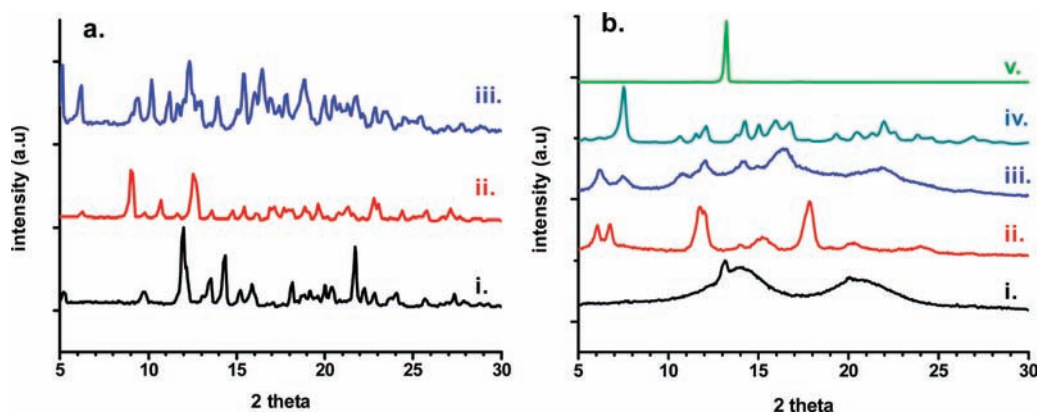 a.
iii.
ii.
i.
intensity (a.u)
5 10 15 20 25 30
2 theta
b.
v.
iv.
iii.
ii.
i.
intensity (a.u)
5 10 15 20 25 30
2 theta